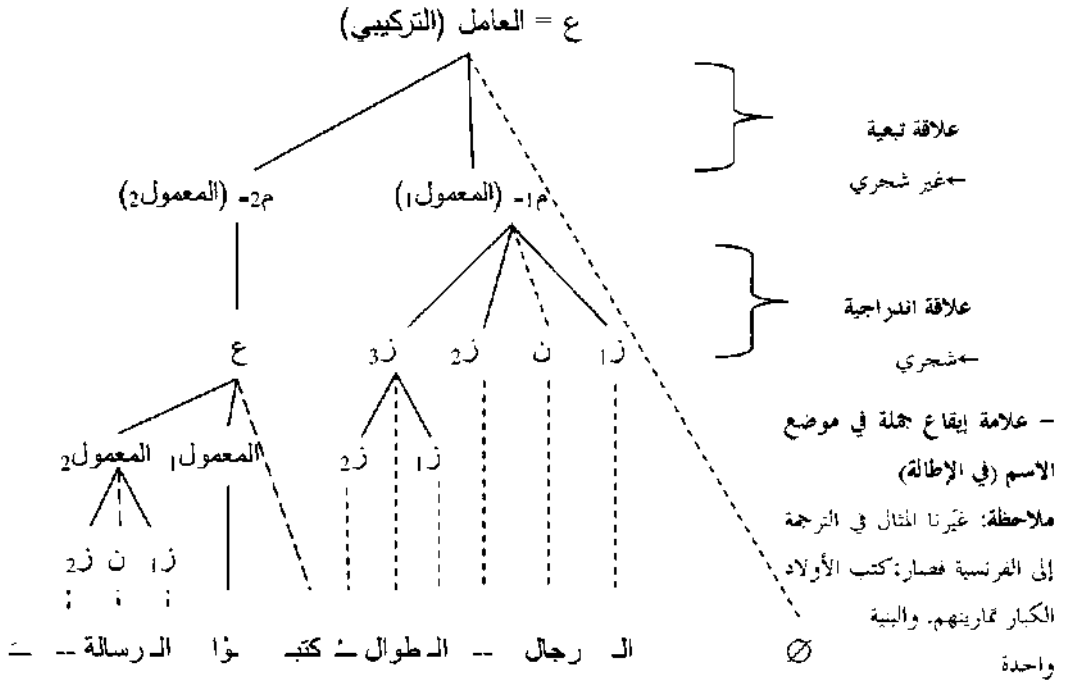 ع = العامل (التركيبي)
علاقة تبعية
←غير شجري
م1- (المعمول1) م2- (المعمول2)
علاقة اندراجية
←شجري
ز1 ن ز2 ز3 ع
– علامة إيقاع جملة في موضع
الاسم (في الإطالة)
ز1 ز2 المعمول1 المعمول2
ملاحظة: غيّرنا المثال في الترجمة
إلى الفرنسية فصار:كتب الأولاد
ز1 ن ز2
الكبار تمارينهم. والبنية
واحدة
∅ الـ رجال -- الـ طوال ـُ كتبـ ـوْا الـ رسالة -- ـَ